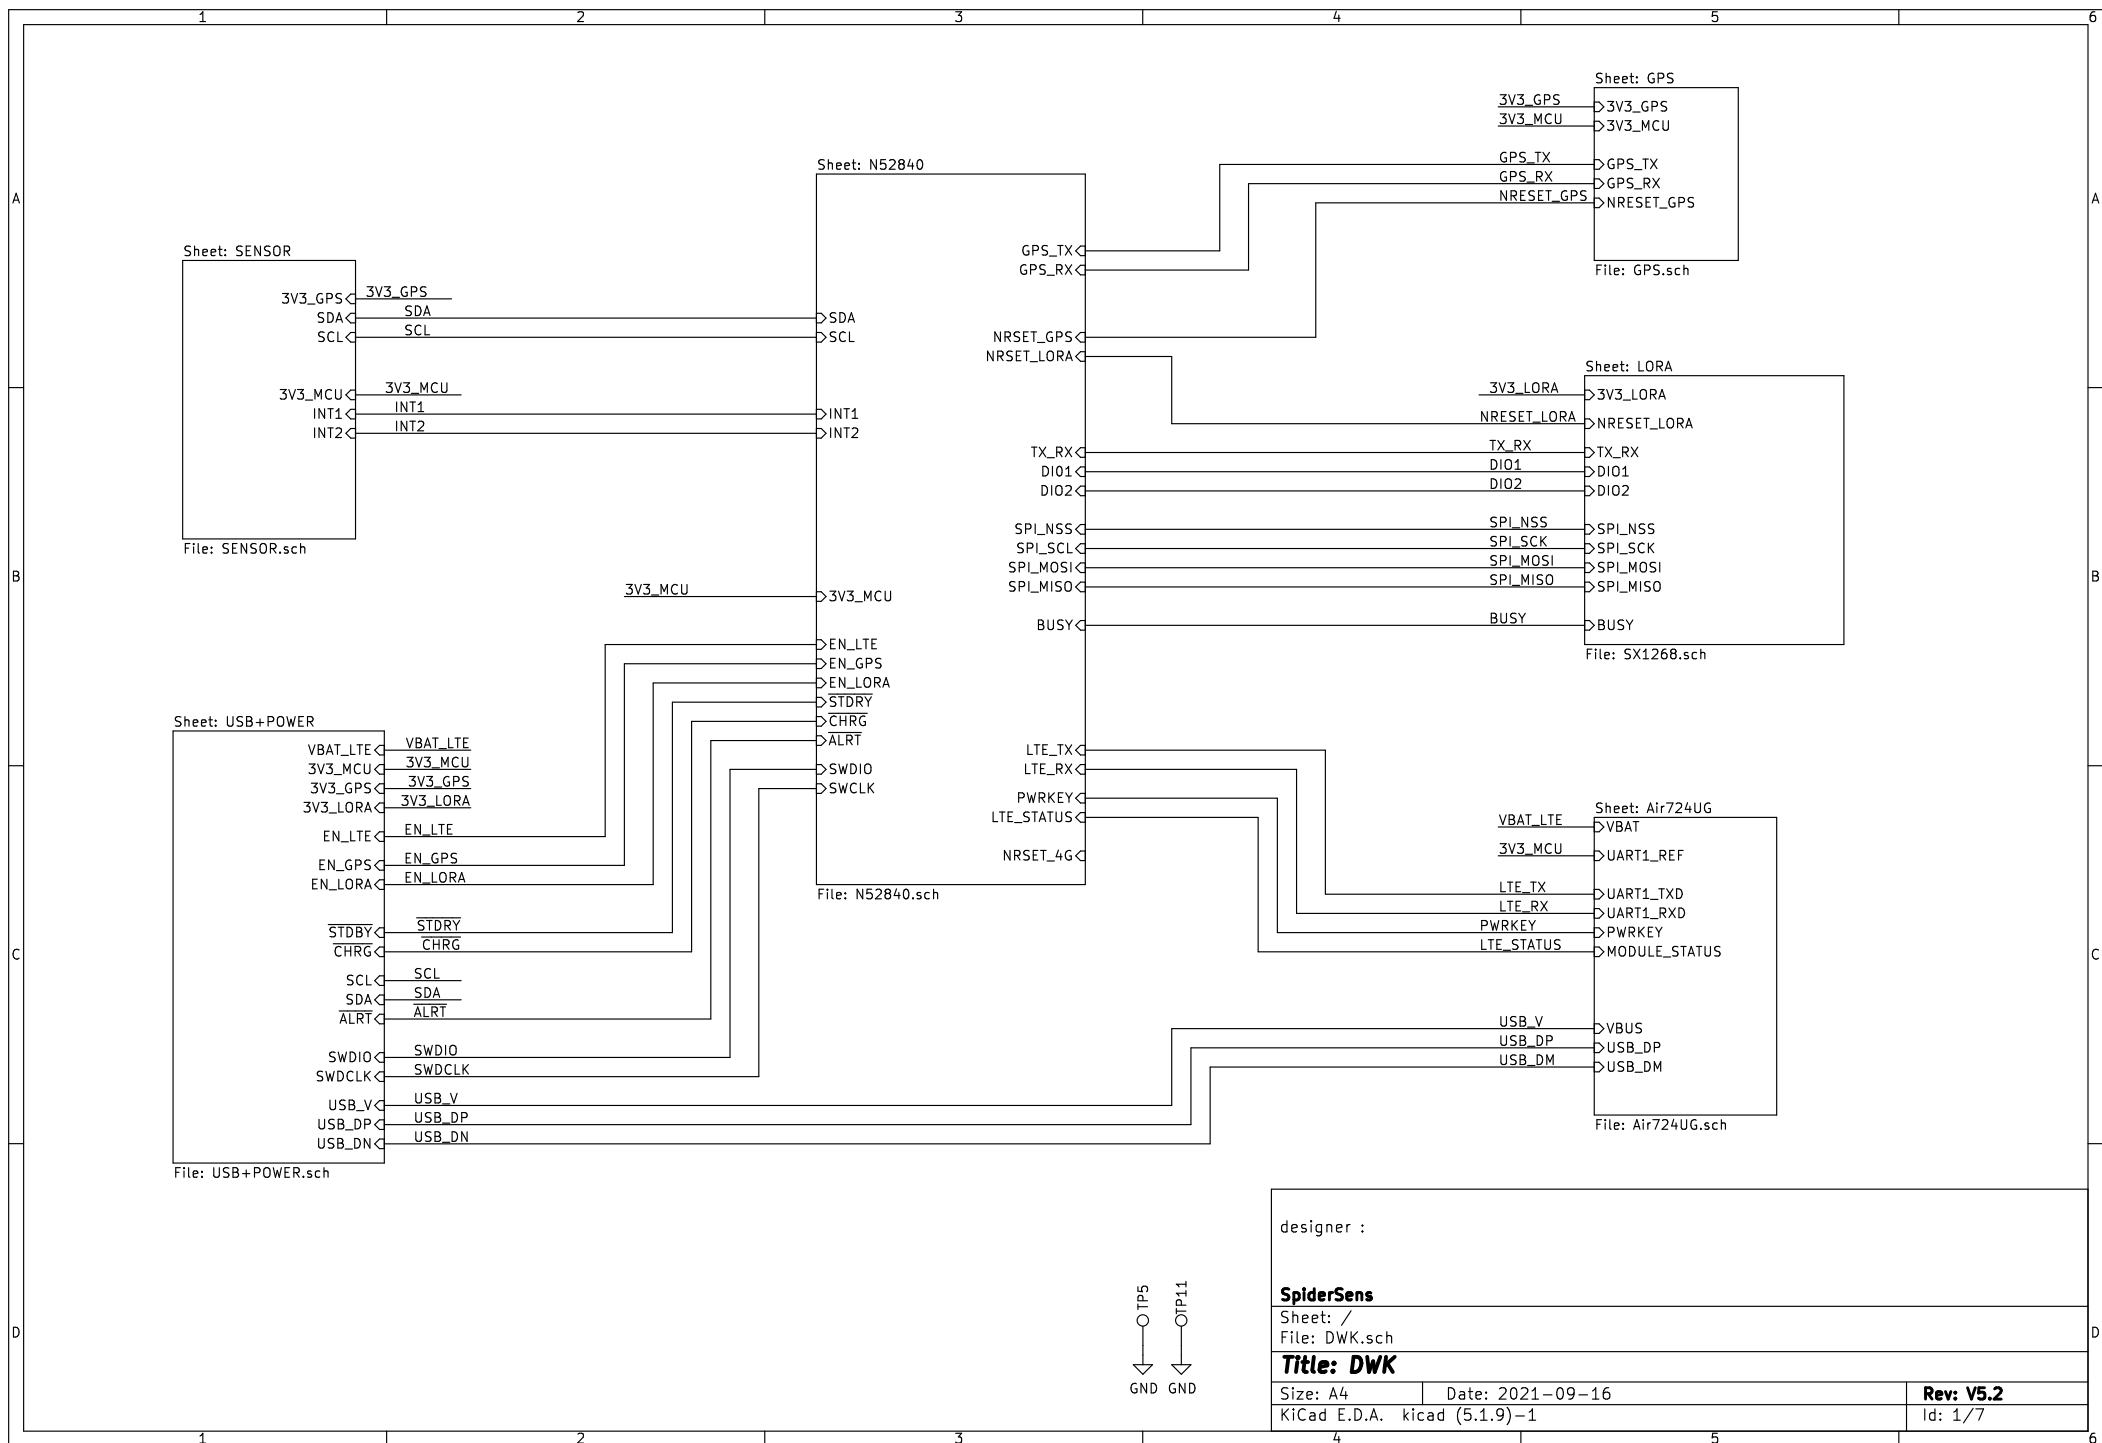 1 2 3 4 5 6
A
B
C
D
A
B
C
D
Sheet: SENSOR
3V3_GPS 3V3_GPS
SDA SDA
SCL SCL
3V3_MCU 3V3_MCU
INT1 INT1
INT2 INT2
File: SENSOR.sch
Sheet: USB+POWER
VBAT_LTE VBAT_LTE
3V3_MCU 3V3_MCU
3V3_GPS 3V3_GPS
3V3_LORA 3V3_LORA
EN_LTE EN_LTE
EN_GPS EN_GPS
EN_LORA EN_LORA
STDBY STDRY
CHRG CHRG
SCL SCL
SDA SDA
ALRT ALRT
SWDIO SWDIO
SWDCLK SWDCLK
USB_V USB_V
USB_DP USB_DP
USB_DN USB_DN
File: USB+POWER.sch
Sheet: N52840
GPS_TX
GPS_RX
SDA
SCL
NRSET_GPS
NRSET_LORA
INT1
INT2
TX_RX
DIO1
DIO2
SPI_NSS
SPI_SCL
SPI_MOSI
SPI_MISO
3V3_MCU 3V3_MCU
BUSY
EN_LTE
EN_GPS
EN_LORA
STDRY
CHRG
ALRT
SWDIO
SWCLK
LTE_TX
LTE_RX
PWRKEY
LTE_STATUS
NRSET_4G
File: N52840.sch
Sheet: GPS
3V3_GPS 3V3_GPS
3V3_MCU 3V3_MCU
GPS_TX GPS_TX
GPS_RX GPS_RX
NRESET_GPS NRESET_GPS
File: GPS.sch
Sheet: LORA
3V3_LORA 3V3_LORA
NRESET_LORA NRESET_LORA
TX_RX TX_RX
DIO1 DIO1
DIO2 DIO2
SPI_NSS SPI_NSS
SPI_SCK SPI_SCK
SPI_MOSI SPI_MOSI
SPI_MISO SPI_MISO
BUSY BUSY
File: SX1268.sch
Sheet: Air724UG
VBAT_LTE VBAT
3V3_MCU UART1_REF
LTE_TX UART1_TXD
LTE_RX UART1_RXD
PWRKEY PWRKEY
LTE_STATUS MODULE_STATUS
USB_V VBUS
USB_DP USB_DP
USB_DM USB_DM
File: Air724UG.sch
TP5 TP11
GND GND
designer :
SpiderSens
Sheet: /
File: DWK.sch
Title: DWK
Size: A4 Date: 2021-09-16 Rev: V5.2
KiCad E.D.A. kicad (5.1.9)-1 Id: 1/7
1 2 3 4 5 6